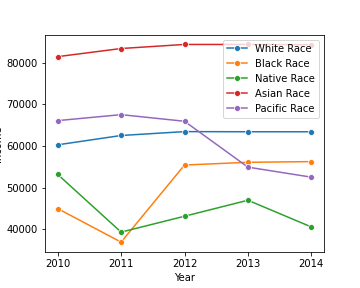 White Race
Black Race
Native Race
Asian Race
Pacific Race
80000
70000
60000
50000
40000
2010 2011 2012 2013 2014
Year